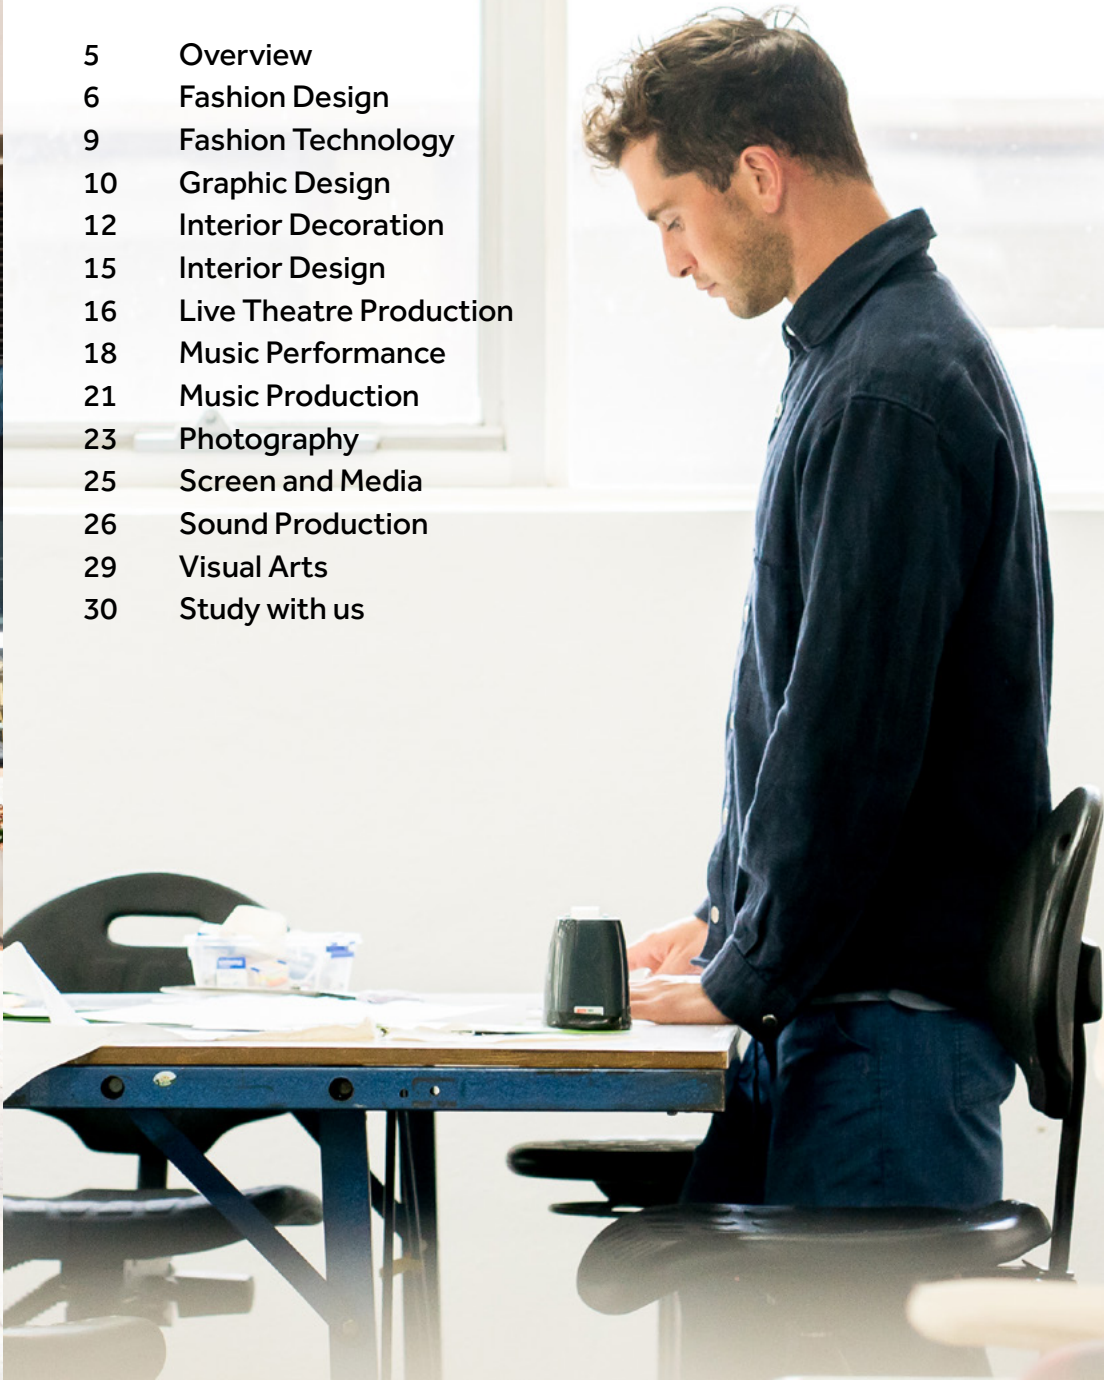 5 Overview
6 Fashion Design
9 Fashion Technology
10 Graphic Design
12 Interior Decoration
15 Interior Design
16 Live Theatre Production
18 Music Performance
21 Music Production
23 Photography
25 Screen and Media
26 Sound Production
29 Visual Arts
30 Study with us